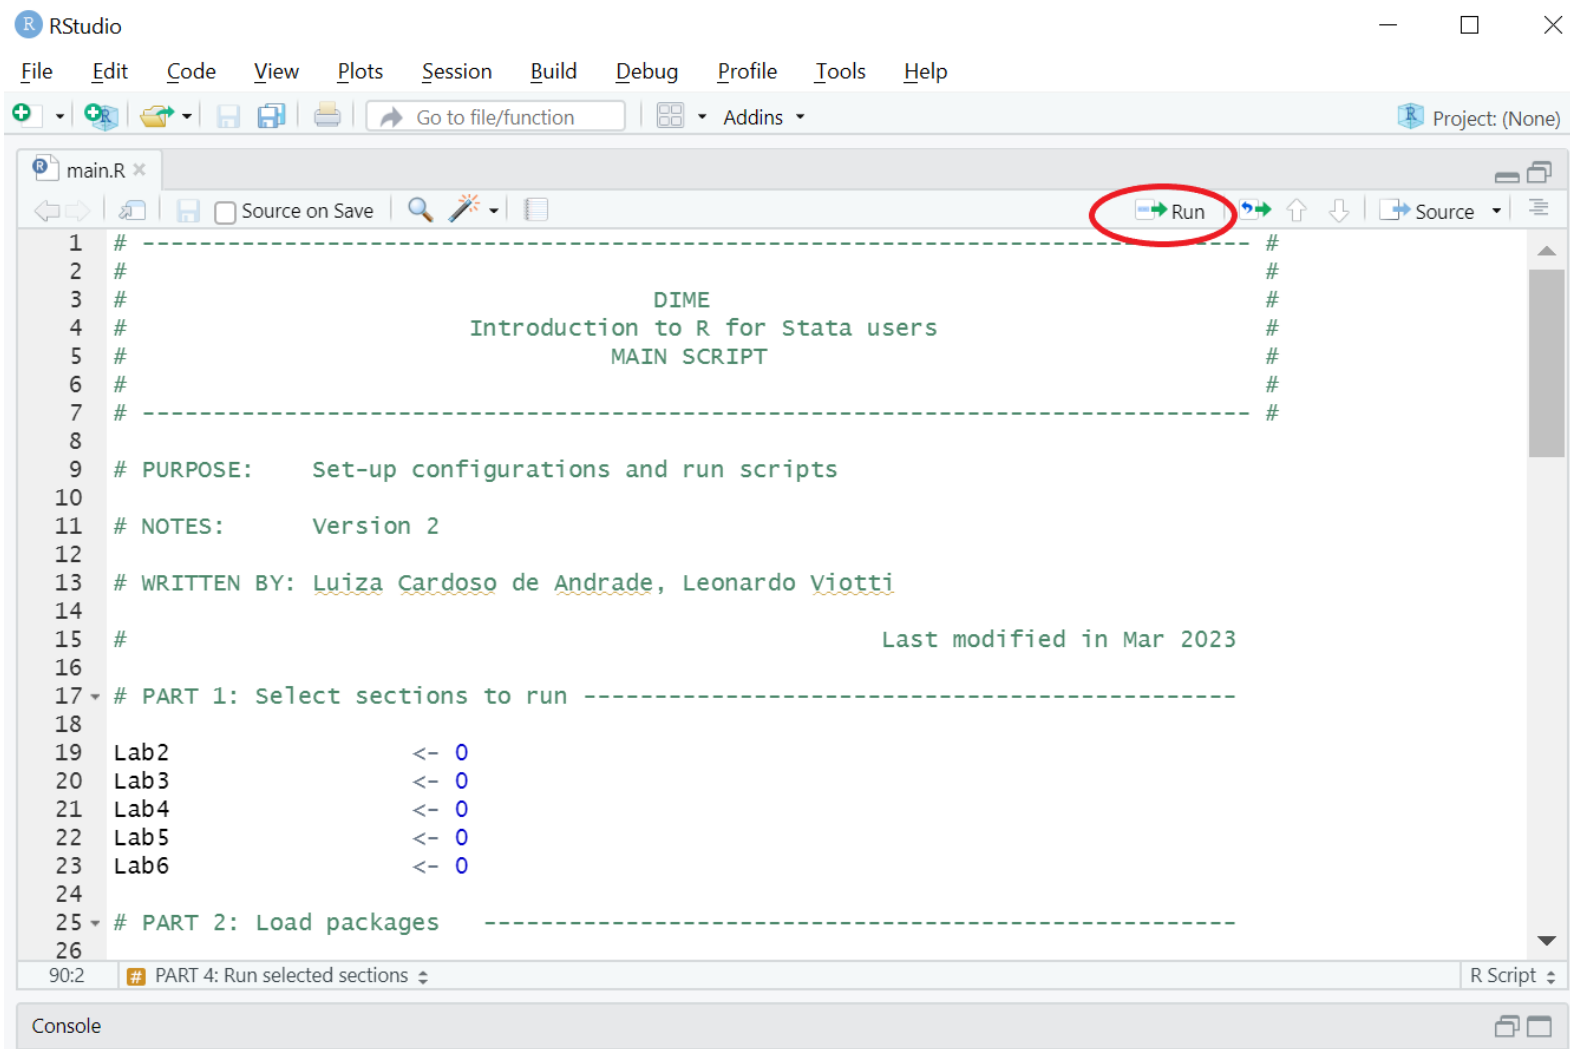 RStudio
File Edit Code View Plots Session Build Debug Profile Tools Help
Go to file/function Addins Project: (None)
main.R
Source on Save Run Source
1 # ------------------------------------------------------------------------------ #
2 # #
3 # DIME #
4 # Introduction to R for Stata users #
5 # MAIN SCRIPT #
6 # #
7 # ------------------------------------------------------------------------------ #
8
9 # PURPOSE: Set-up configurations and run scripts
10
11 # NOTES: Version 2
12
13 # WRITTEN BY: Luiza Cardoso de Andrade, Leonardo Viotti
14
15 # Last modified in Mar 2023
16
17 # PART 1: Select sections to run ----------------------------------------------
18
19 Lab2 <- 0
20 Lab3 <- 0
21 Lab4 <- 0
22 Lab5 <- 0
23 Lab6 <- 0
24
25 # PART 2: Load packages -----------------------------------------------------
26
90:2 # PART 4: Run selected sections R Script
Console